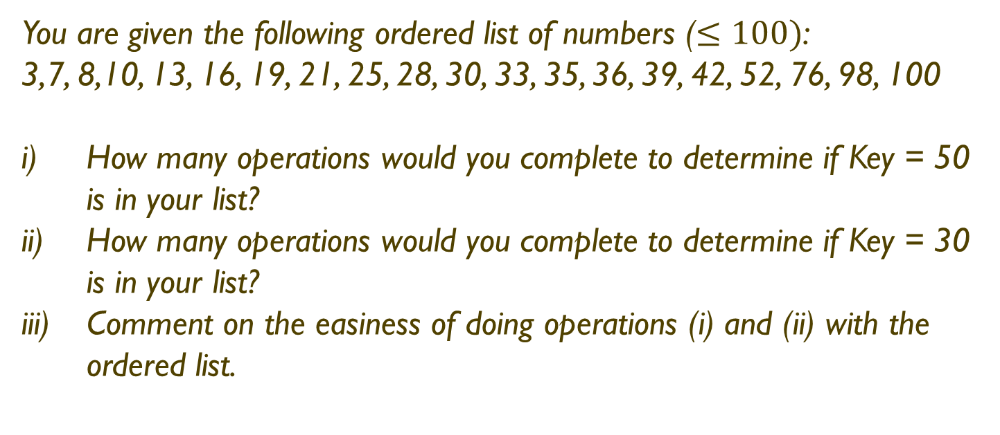 You are given the following ordered list of numbers (≤ 100):
3,7, 8,10, 13, 16, 19, 21, 25, 28, 30, 33, 35, 36, 39, 42, 52, 76, 98, 100
i) How many operations would you complete to determine if Key = 50
is in your list?
ii) How many operations would you complete to determine if Key = 30
is in your list?
iii) Comment on the easiness of doing operations (i) and (ii) with the
ordered list.